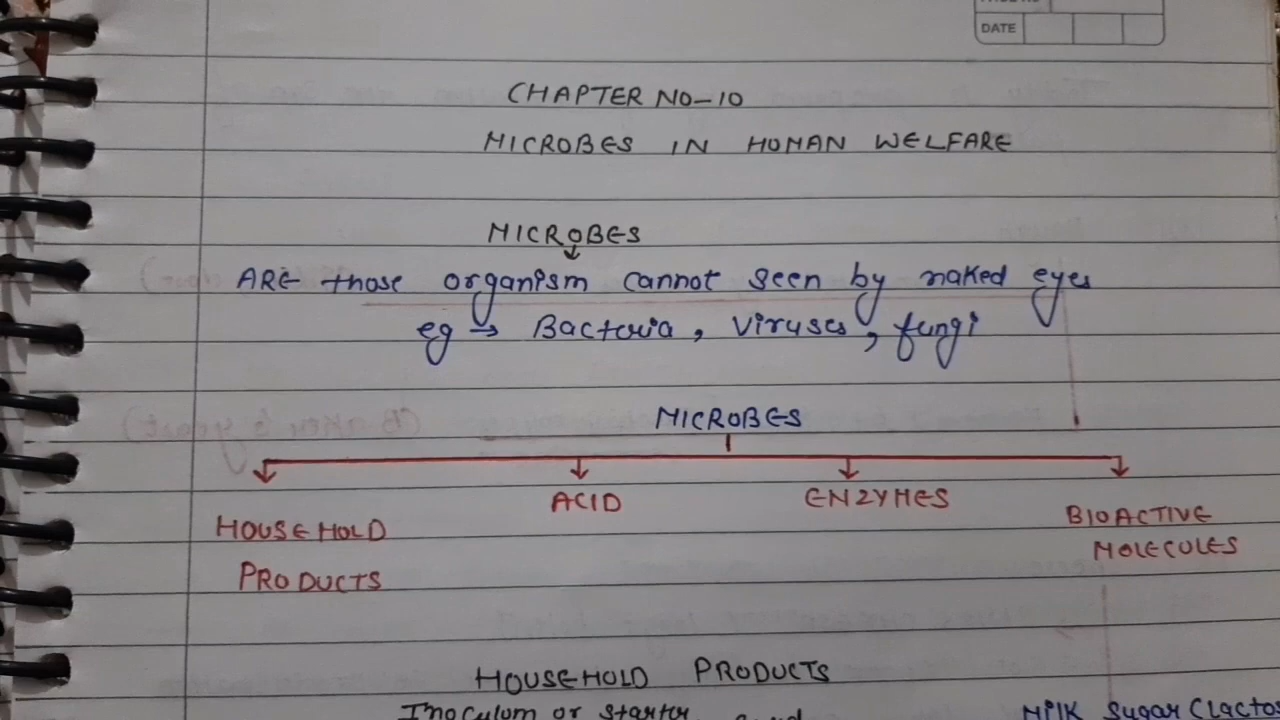 DATE
CHAPTER NO-10
MICROBES IN HUMAN WELFARE
MICROBES
ARE those organism cannot seen by naked eyes
eg → Bacteria, Viruses, fungi
MICROBES
HOUSEHOLD PRODUCTS
ACID
ENZYMES
BIOACTIVE MOLECULES
HOUSEHOLD PRODUCTS
Inoculum or starter
Milk Sugar (lactos